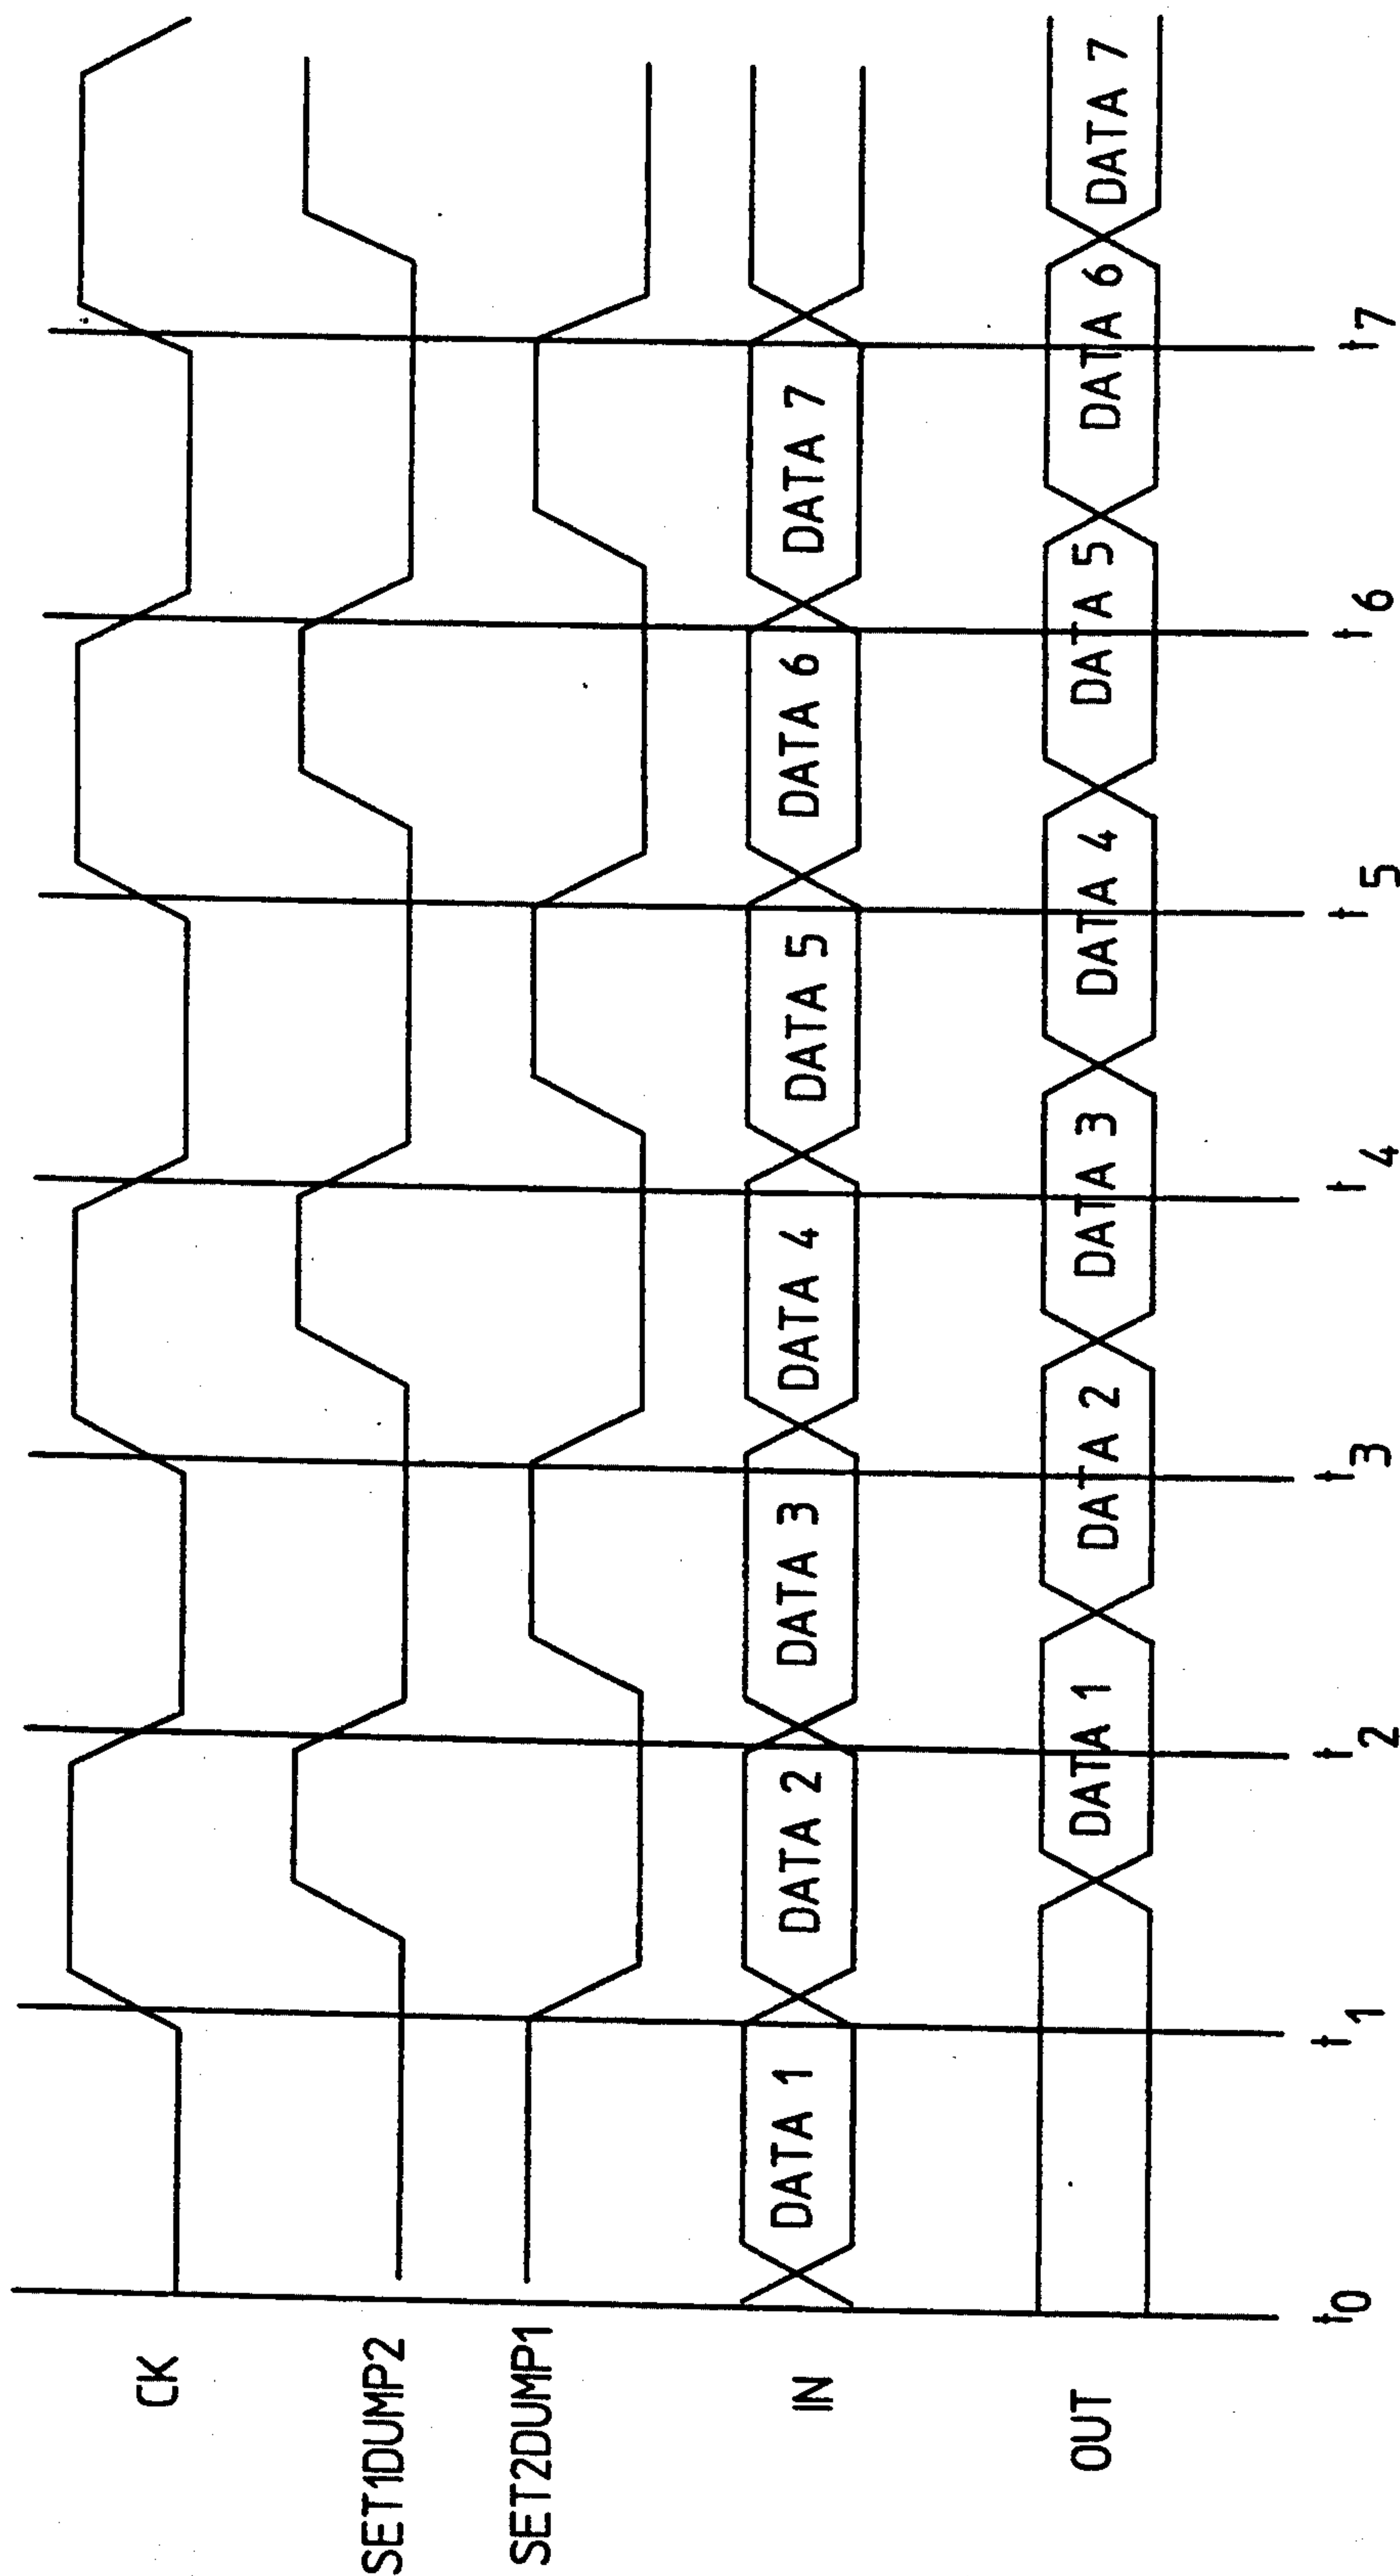 CK
SET1DUMP2
SET2DUMP1
IN
DATA 1 DATA 2 DATA 3 DATA 4 DATA 5 DATA 6 DATA 7
OUT
DATA 1 DATA 2 DATA 3 DATA 4 DATA 5 DATA 6 DATA 7
t0 t1 t2 t3 t4 t5 t6 t7